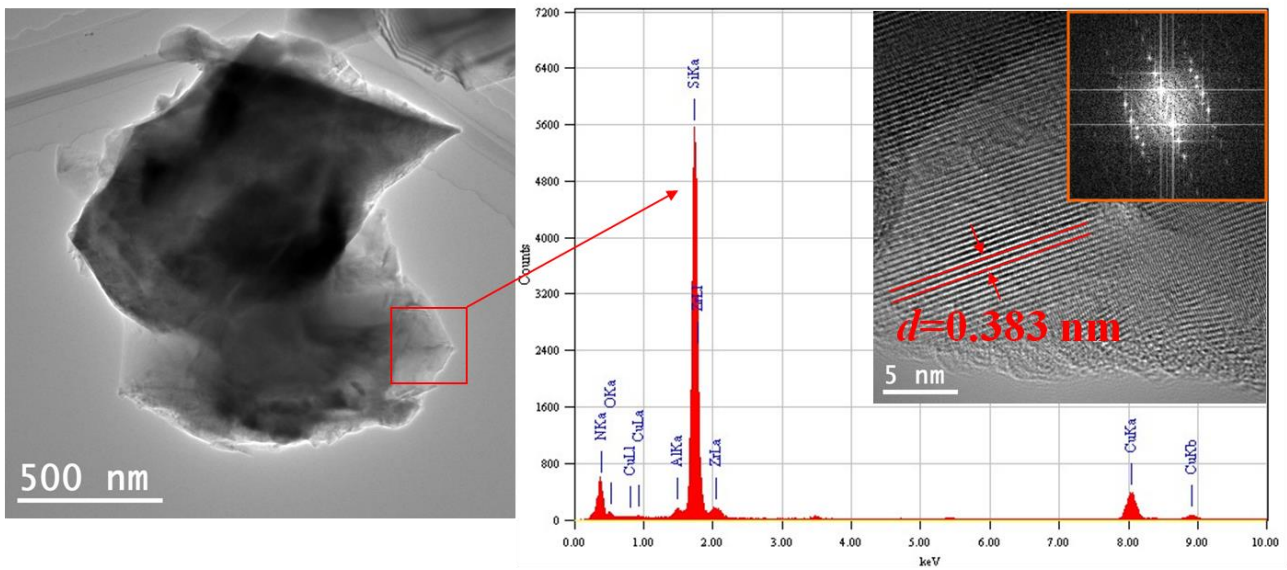 500 nm
Counts
7200
6400
5600
4800
4000
3200
2400
1600
800
0
SiKa
ZrLl
NKa
OKa
CuLl
CuLa
AlKa
ZrLa
CuKa
CuKb
0.00 1.00 2.00 3.00 4.00 5.00 6.00 7.00 8.00 9.00 10.00
keV
d=0.383 nm
5 nm